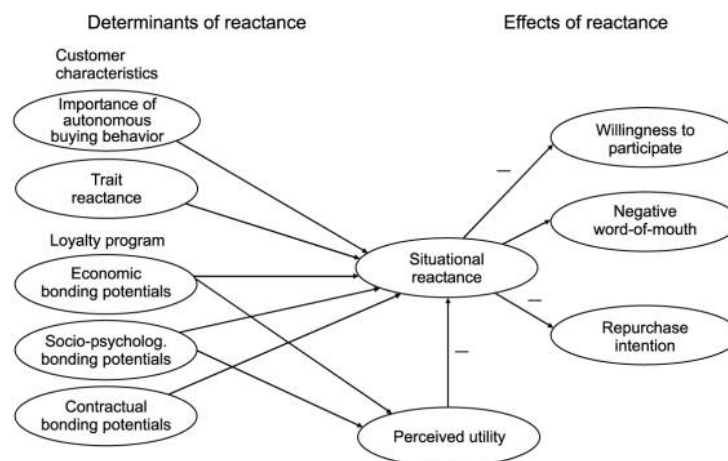 Determinants of reactance
Effects of reactance
Customer
characteristics
Importance of
autonomous
buying behavior
Trait
reactance
Loyalty program
Economic
bonding potentials
Socio-psycholog.
bonding potentials
Contractual
bonding potentials
Situational
reactance
Perceived utility
Willingness to
participate
Negative
word-of-mouth
Repurchase
intention
—
—
—